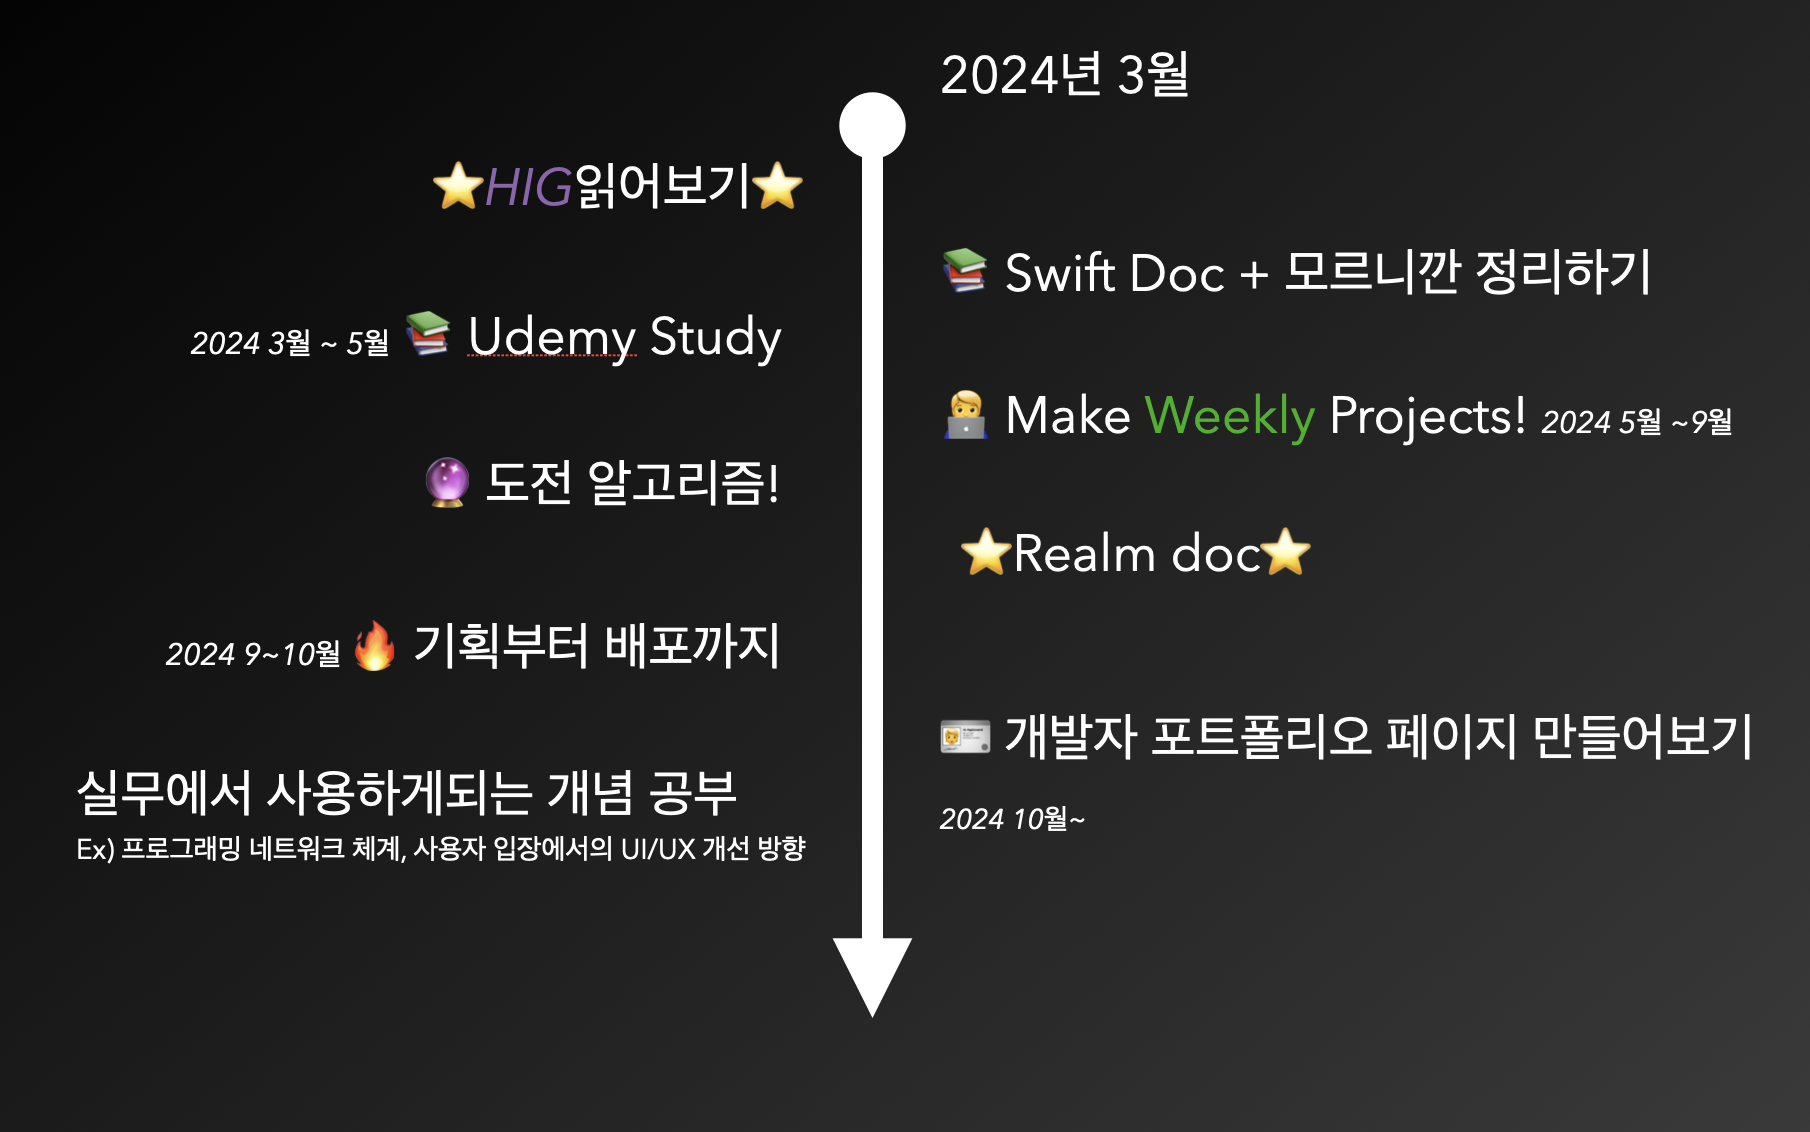 2024년 3월
⭐HIG읽어보기⭐
📚 Swift Doc + 모르니깐 정리하기
2024 3월 ~ 5월 📚 Udemy Study
🧑‍💻 Make Weekly Projects! 2024 5월 ~9월
🔮 도전 알고리즘!
⭐Realm doc⭐
2024 9~10월 🔥 기획부터 배포까지
🪪 개발자 포트폴리오 페이지 만들어보기
2024 10월~
실무에서 사용하게되는 개념 공부
Ex) 프로그래밍 네트워크 체계, 사용자 입장에서의 UI/UX 개선 방향